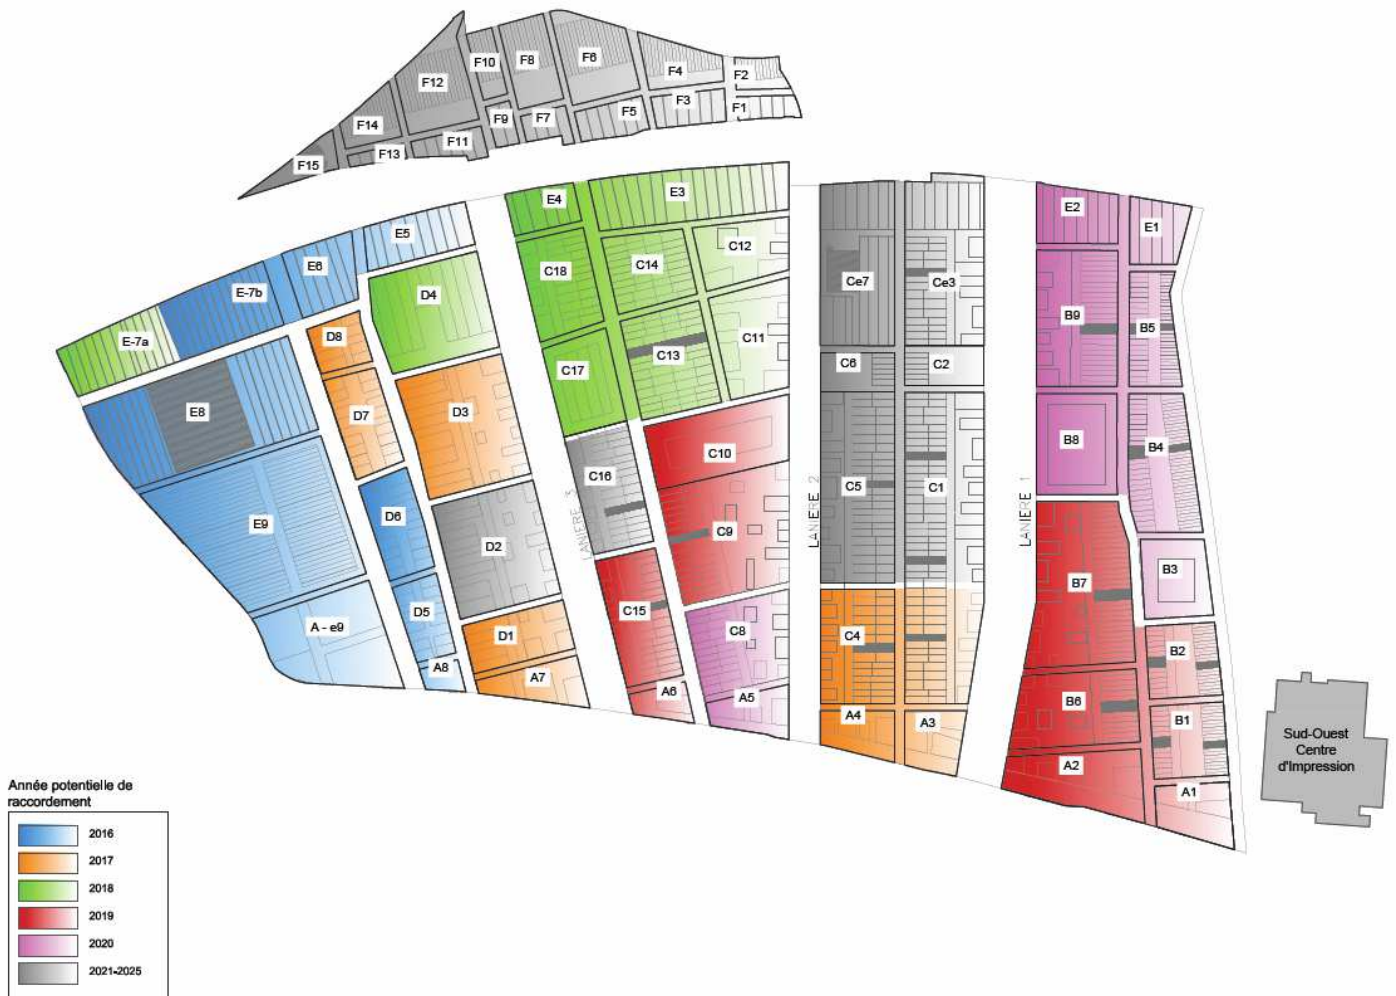 F10
F8
F6
F12
F4
F2
F14
F9
F7
F5
F3
F1
F15
F13
F11
E4
E3
E2
E1
E5
E6
E-7b
E-7a
C18
C14
C12
Ce7
Ce3
B9
B5
D4
D8
C17
C13
C11
C6
C2
E8
D7
D3
C10
B8
B4
C16
C9
C5
C1
LANIERE 3
LANIERE 2
LANIERE 1
E9
D6
D2
B7
B3
A - e9
D5
D1
C15
C8
C4
B2
A8
A7
A6
A5
A4
A3
B6
B1
A2
A1
Sud-Ouest
Centre
d'Impression
Année potentielle de
raccordement
2016
2017
2018
2019
2020
2021-2025